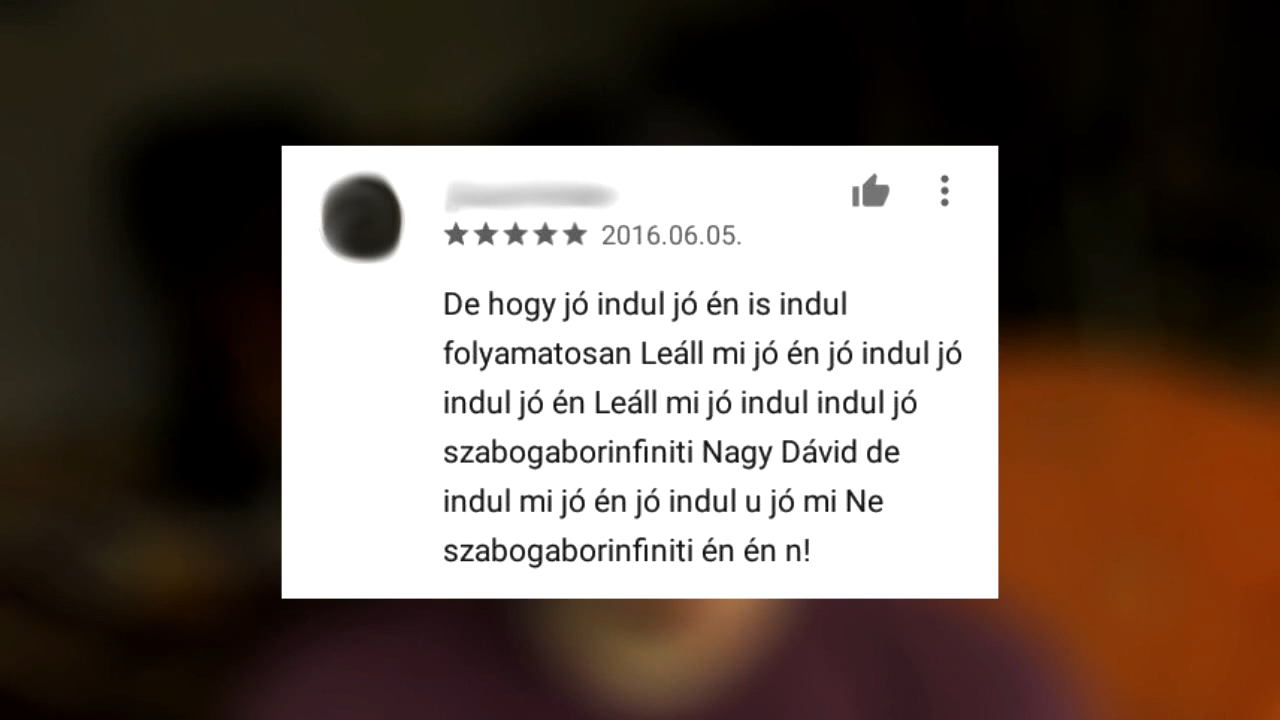 2016.06.05.
De hogy jó indul jó én is indul
folyamatosan Leáll mi jó én jó indul jó
indul jó én Leáll mi jó indul indul jó
szabogaborinfiniti Nagy Dávid de
indul mi jó én jó indul u jó mi Ne
szabogaborinfiniti én én n!